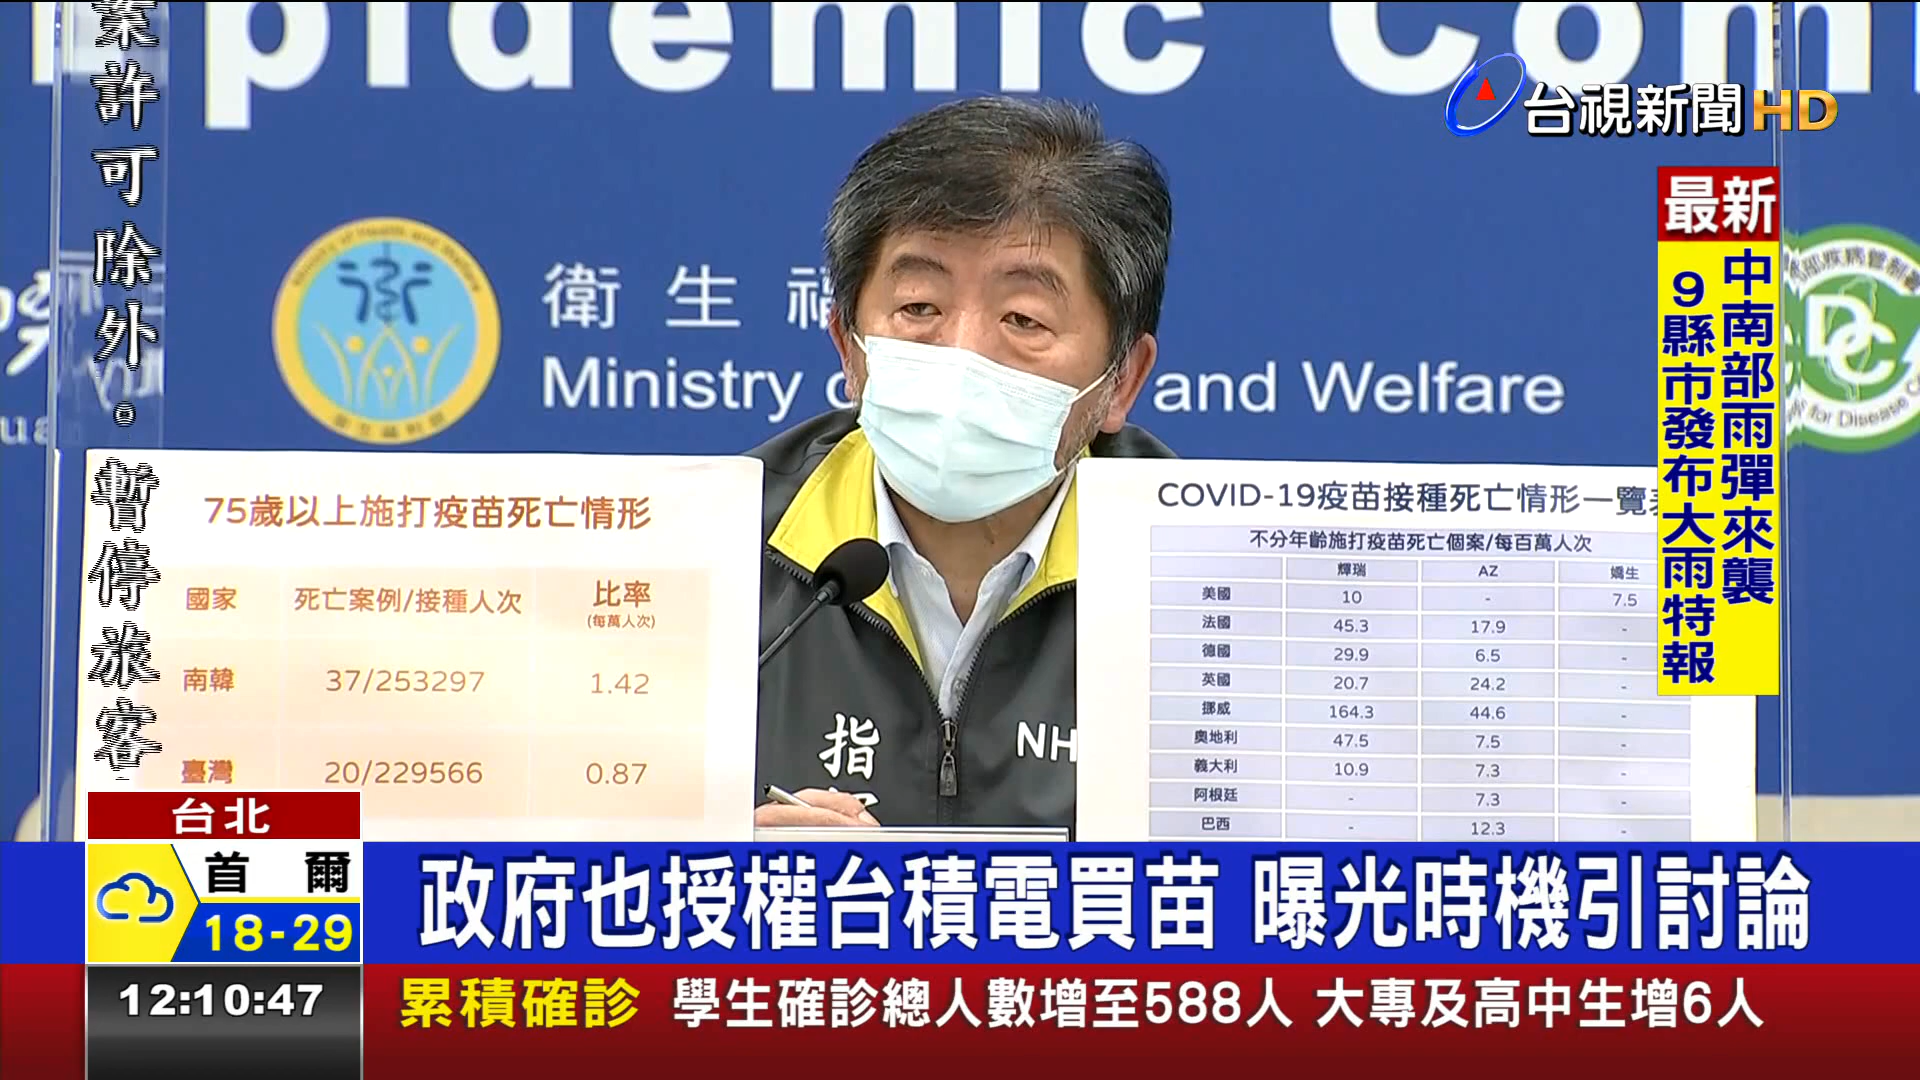 pidemic Com
台視新聞HD
案許可除外。暫停旅客
最新
中南部雨彈來襲
9縣市發布大雨特報
衛生福
Ministry o and Welfare
75歲以上施打疫苗死亡情形
國家 死亡案例/接種人次 比率
(每萬人次)
南韓 37/253297 1.42
臺灣 20/229566 0.87
COVID-19疫苗接種死亡情形一覽表
不分年齡施打疫苗死亡個案/每百萬人次
輝瑞 AZ 嬌生
美國 10 - 7.5
法國 45.3 17.9 -
德國 29.9 6.5 -
英國 20.7 24.2 -
挪威 164.3 44.6 -
奧地利 47.5 7.5 -
義大利 10.9 7.3 -
阿根廷 - 7.3 -
巴西 - 12.3 -
指
NH
台北
首爾
18-29
12:10:47
政府也授權台積電買苗 曝光時機引討論
累積確診 學生確診總人數增至588人 大專及高中生增6人